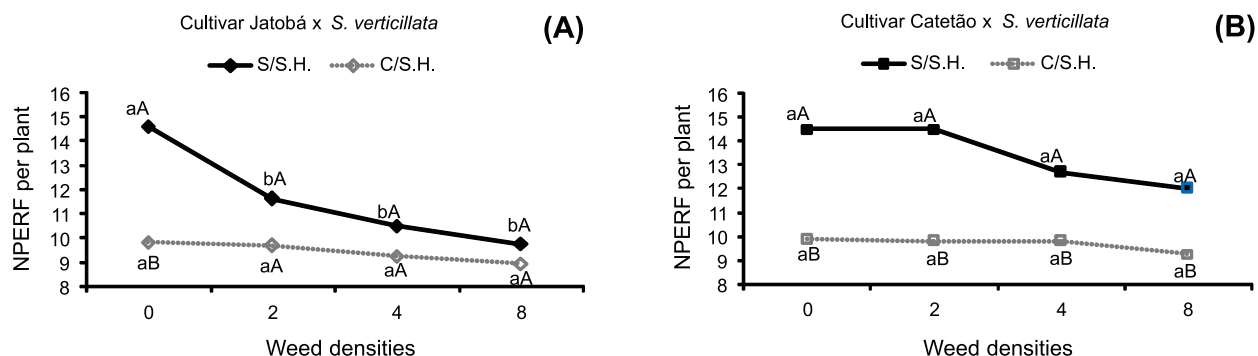 Cultivar Jatobá x S. verticillata
(A)
S/S.H.
C/S.H.
NPERF per plant
16
15
14
13
12
11
10
9
8
aA
bA
bA
bA
aB
aA
aA
aA
0
2
4
8
Weed densities
Cultivar Catetão x S. verticillata
(B)
S/S.H.
C/S.H.
NPERF per plant
16
15
14
13
12
11
10
9
8
aA
aA
aA
aA
aB
aB
aB
aB
0
2
4
8
Weed densities